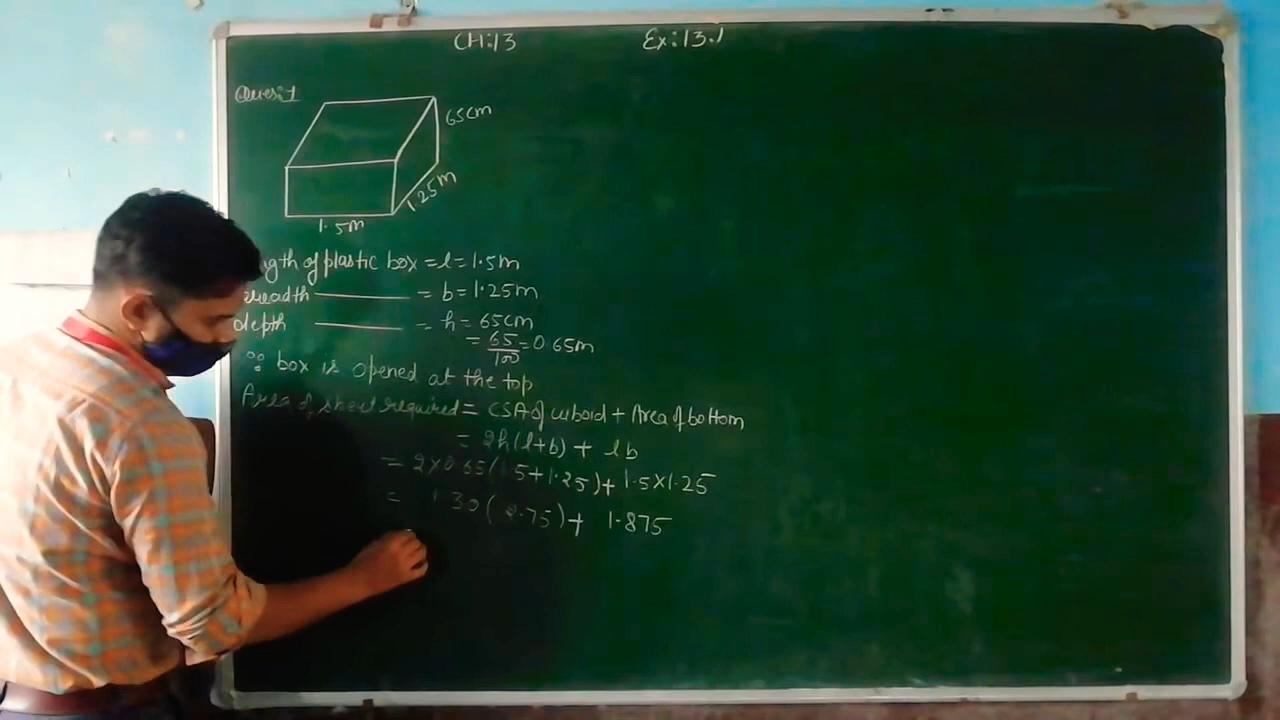 CH:13 Ex:13.1
Ques:1
65cm
1.25m
1.5m
ngth of plastic box = l = 1.5m
breadth ——— = b = 1.25m
depth ——— = h = 65cm
= 65/100 = 0.65m
∵ box is opened at the top
Area of sheet required = CSA of cuboid + Area of bottom
= 2h(l+b) + lb
= 2×0.65(1.5+1.25)+1.5×1.25
= 1.30(2.75)+ 1.875